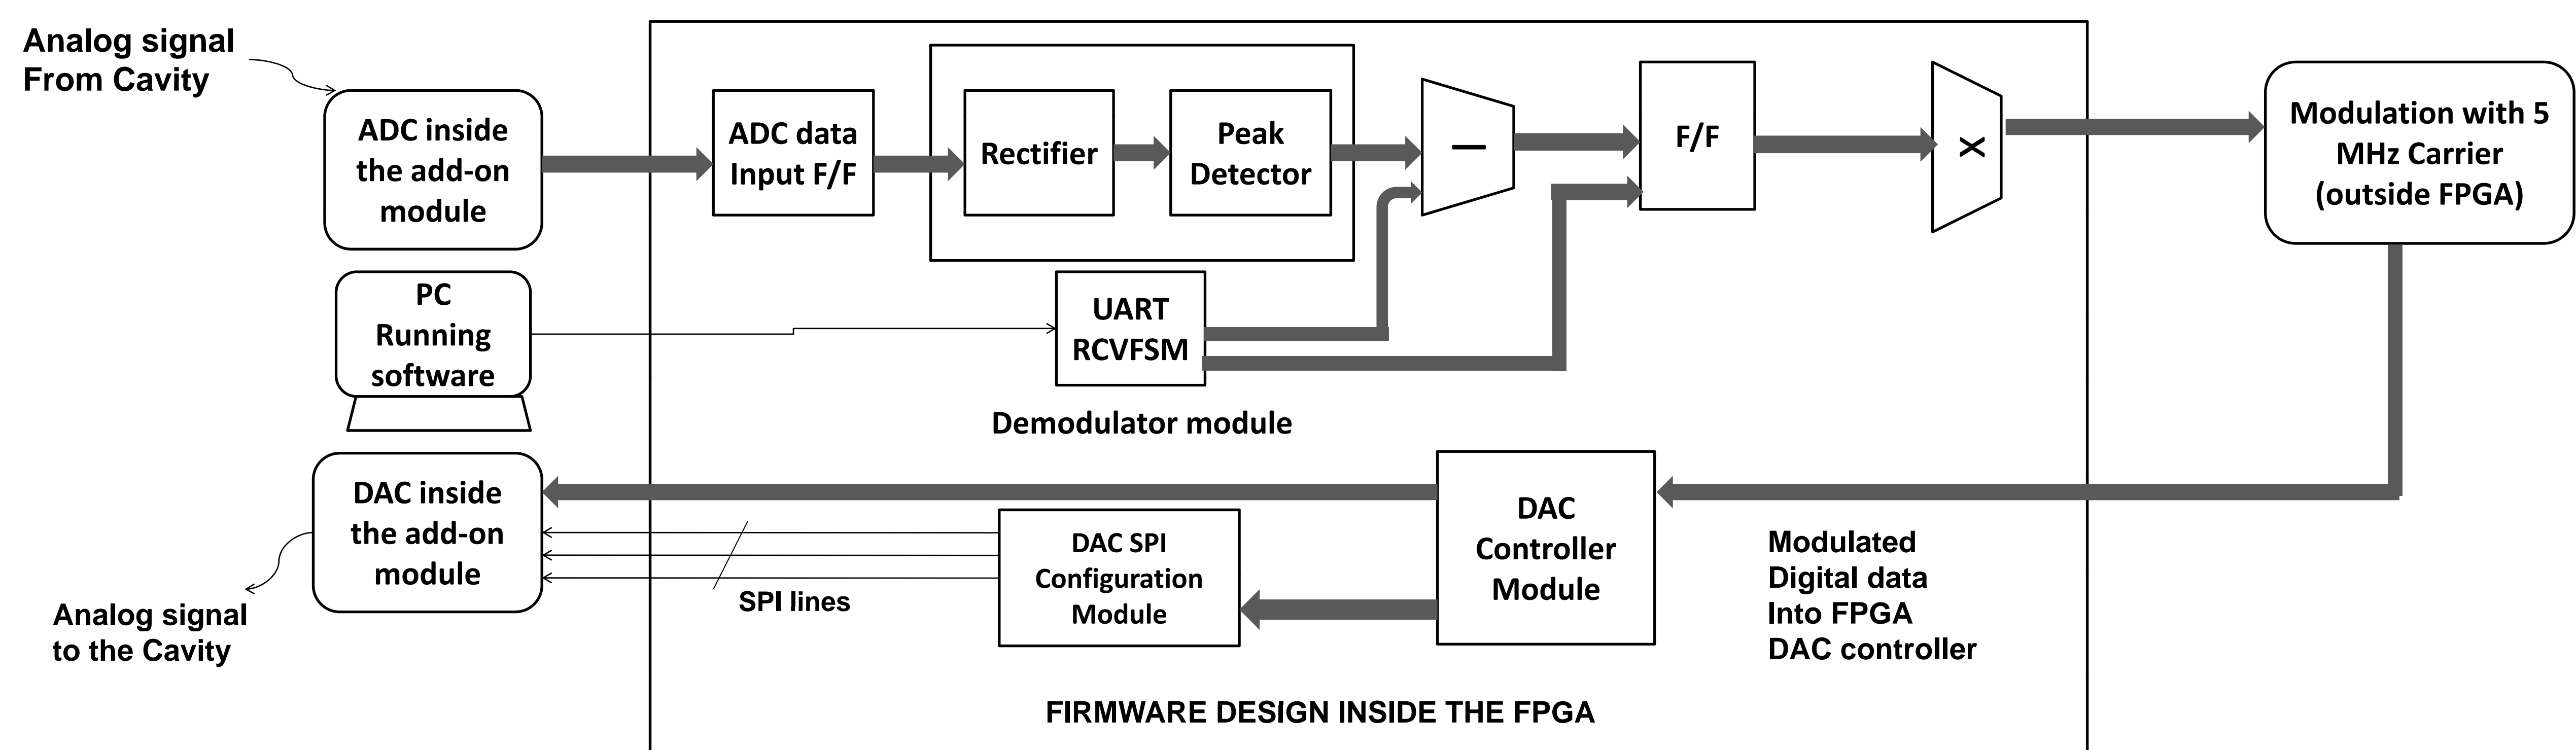 Analog signal
From Cavity
ADC inside
the add-on
module
ADC data
Input F/F
Rectifier
Peak
Detector
—
F/F
X
Modulation with 5
MHz Carrier
(outside FPGA)
PC
Running
software
UART
RCVFSM
Demodulator module
DAC inside
the add-on
module
Analog signal
to the Cavity
SPI lines
DAC SPI
Configuration
Module
DAC
Controller
Module
Modulated
Digital data
Into FPGA
DAC controller
FIRMWARE DESIGN INSIDE THE FPGA